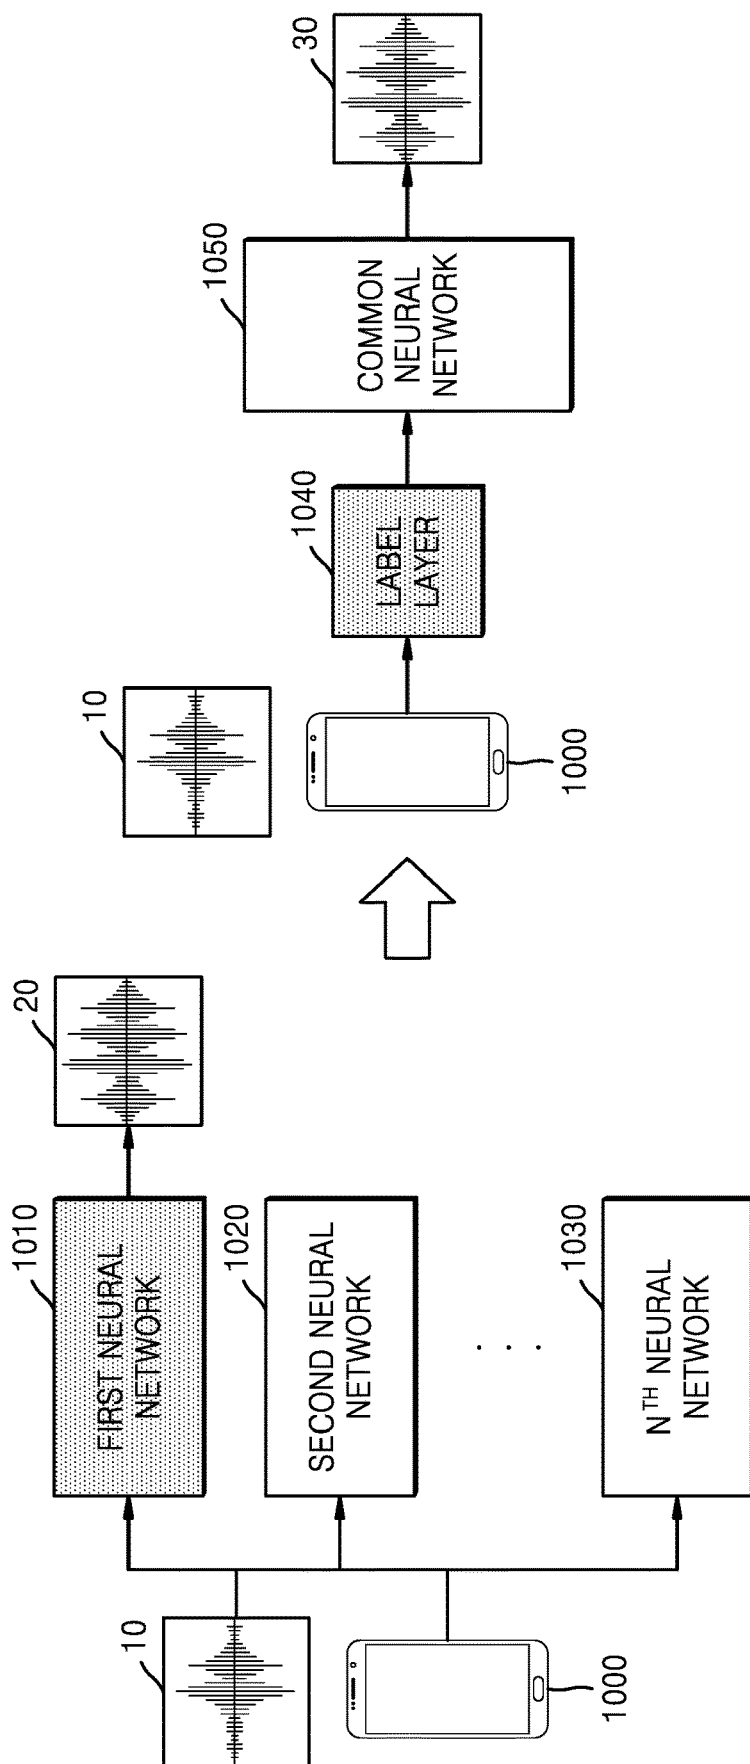 10
1000
1010
FIRST NEURAL
NETWORK
20
1020
SECOND NEURAL
NETWORK
. . .
1030
NTH NEURAL
NETWORK
10
1000
1040
LABEL
LAYER
1050
COMMON
NEURAL
NETWORK
30